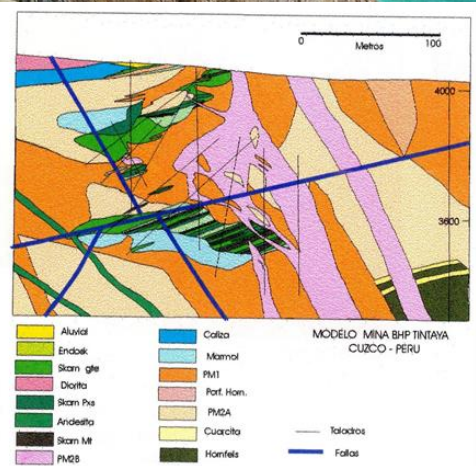 0 100
Metros
4000
3600
Aluvial
Endosk
Skarn gte
Diorita
Skarn Pxs
Andesita
Skarn Mt
PM2B
Caliza
Marmol
PM1
Porf. Horn.
PM2A
Cuarcita
Hornfels
MODELO MINA BHP TINTAYA
CUZCO - PERU
Taladros
Fallas